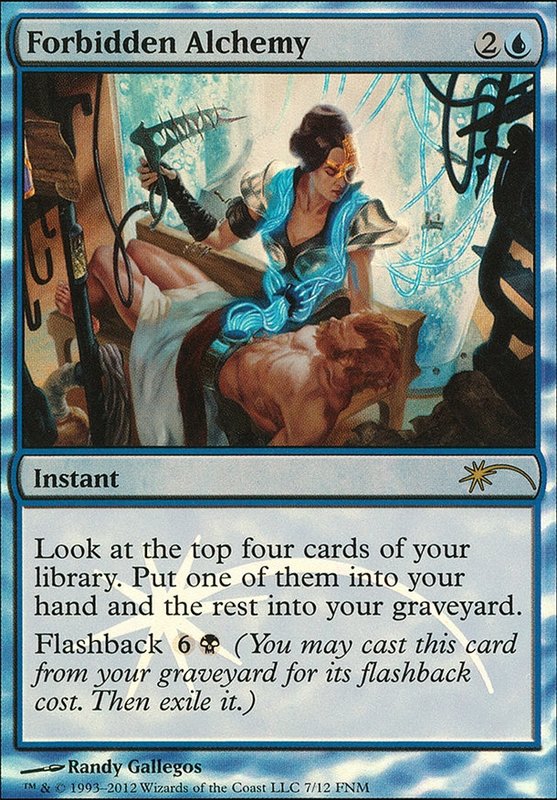 Forbidden Alchemy 2
Instant
Look at the top four cards of your
library. Put one of them into your
hand and the rest into your graveyard.
Flashback 6 (You may cast this card
from your graveyard for its flashback
cost. Then exile it.)
Randy Gallegos
™ & © 1993–2012 Wizards of the Coast LLC 7/12 FNM